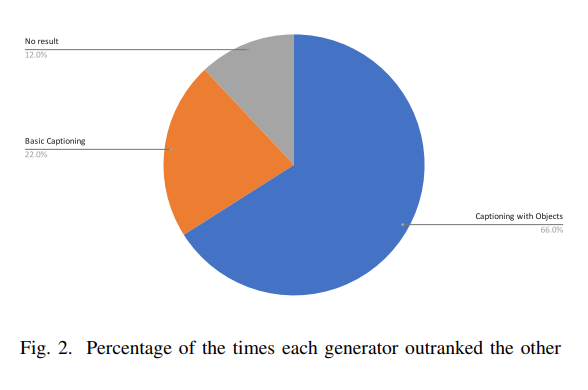 No result
12.0%
Basic Captioning
22.0%
Captioning with Objects
66.0%
Fig. 2. Percentage of the times each generator outranked the other